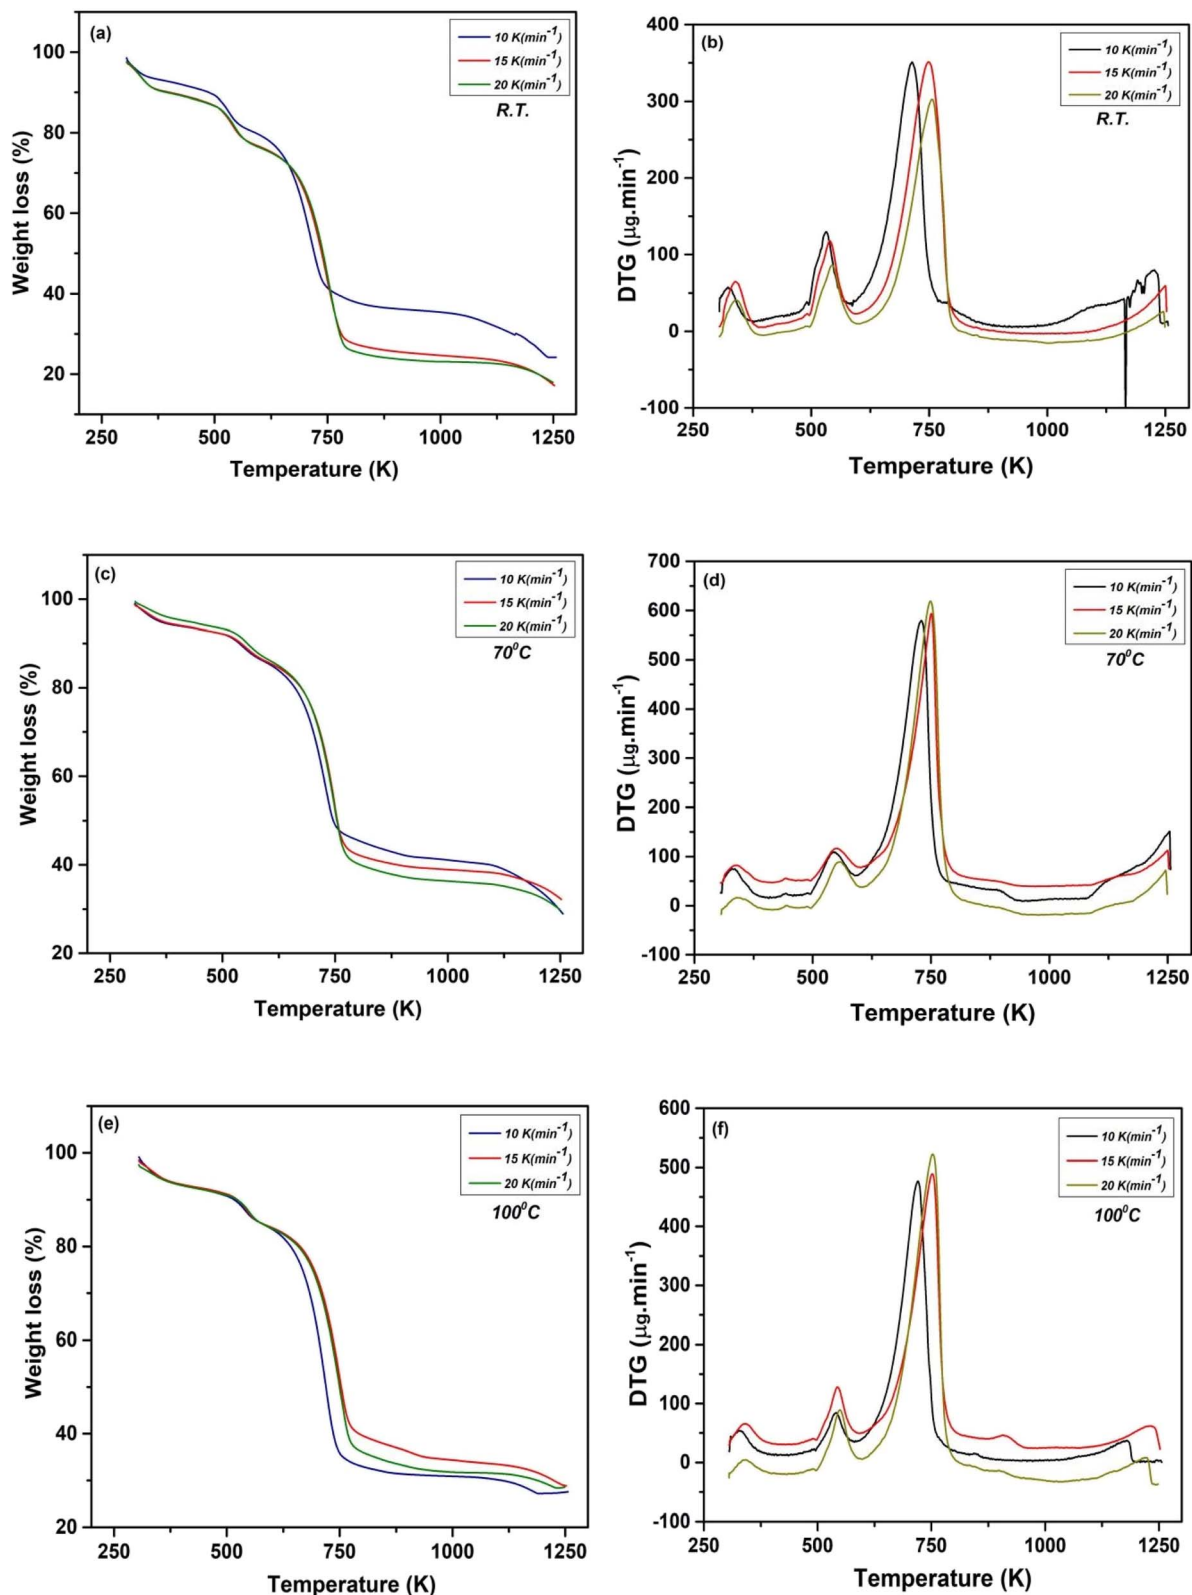 (a)
10 K(min⁻¹)
15 K(min⁻¹)
20 K(min⁻¹)
R.T.
Weight loss (%)
100
80
60
40
20
250 500 750 1000 1250
Temperature (K)
(b)
10 K(min⁻¹)
15 K(min⁻¹)
20 K(min⁻¹)
R.T.
DTG (μg.min⁻¹)
400
300
200
100
0
-100
250 500 750 1000 1250
Temperature (K)
(c)
10 K(min⁻¹)
15 K(min⁻¹)
20 K(min⁻¹)
70⁰C
Weight loss (%)
100
80
60
40
20
250 500 750 1000 1250
Temperature (K)
(d)
10 K(min⁻¹)
15 K(min⁻¹)
20 K(min⁻¹)
70⁰C
DTG (μg.min⁻¹)
700
600
500
400
300
200
100
0
-100
250 500 750 1000 1250
Temperature (K)
(e)
10 K(min⁻¹)
15 K(min⁻¹)
20 K(min⁻¹)
100⁰C
Weight loss (%)
100
80
60
40
20
250 500 750 1000 1250
Temperature (K)
(f)
10 K(min⁻¹)
15 K(min⁻¹)
20 K(min⁻¹)
100⁰C
DTG (μg.min⁻¹)
600
500
400
300
200
100
0
-100
250 500 750 1000 1250
Temperature (K)